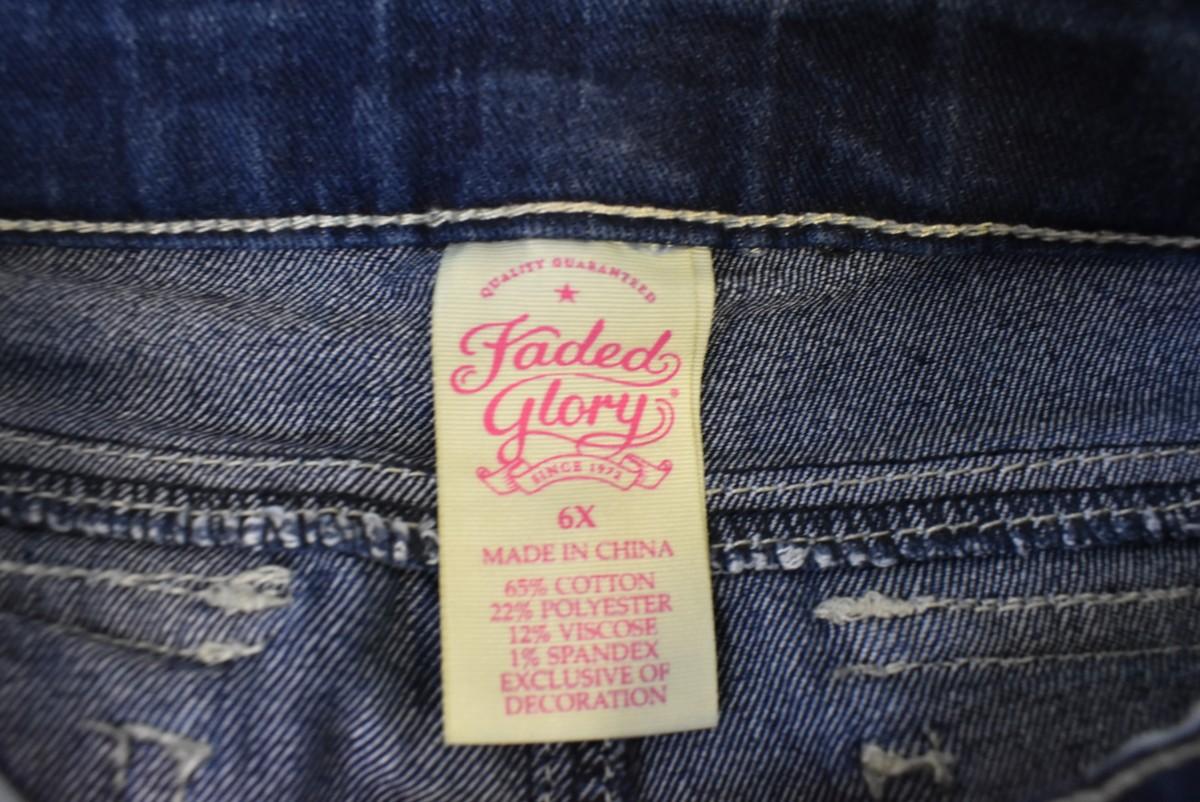 QUALITY GUARANTEED
Faded
Glory®
SINCE 1972
6X
MADE IN CHINA
65% COTTON
22% POLYESTER
12% VISCOSE
1% SPANDEX
EXCLUSIVE OF
DECORATION